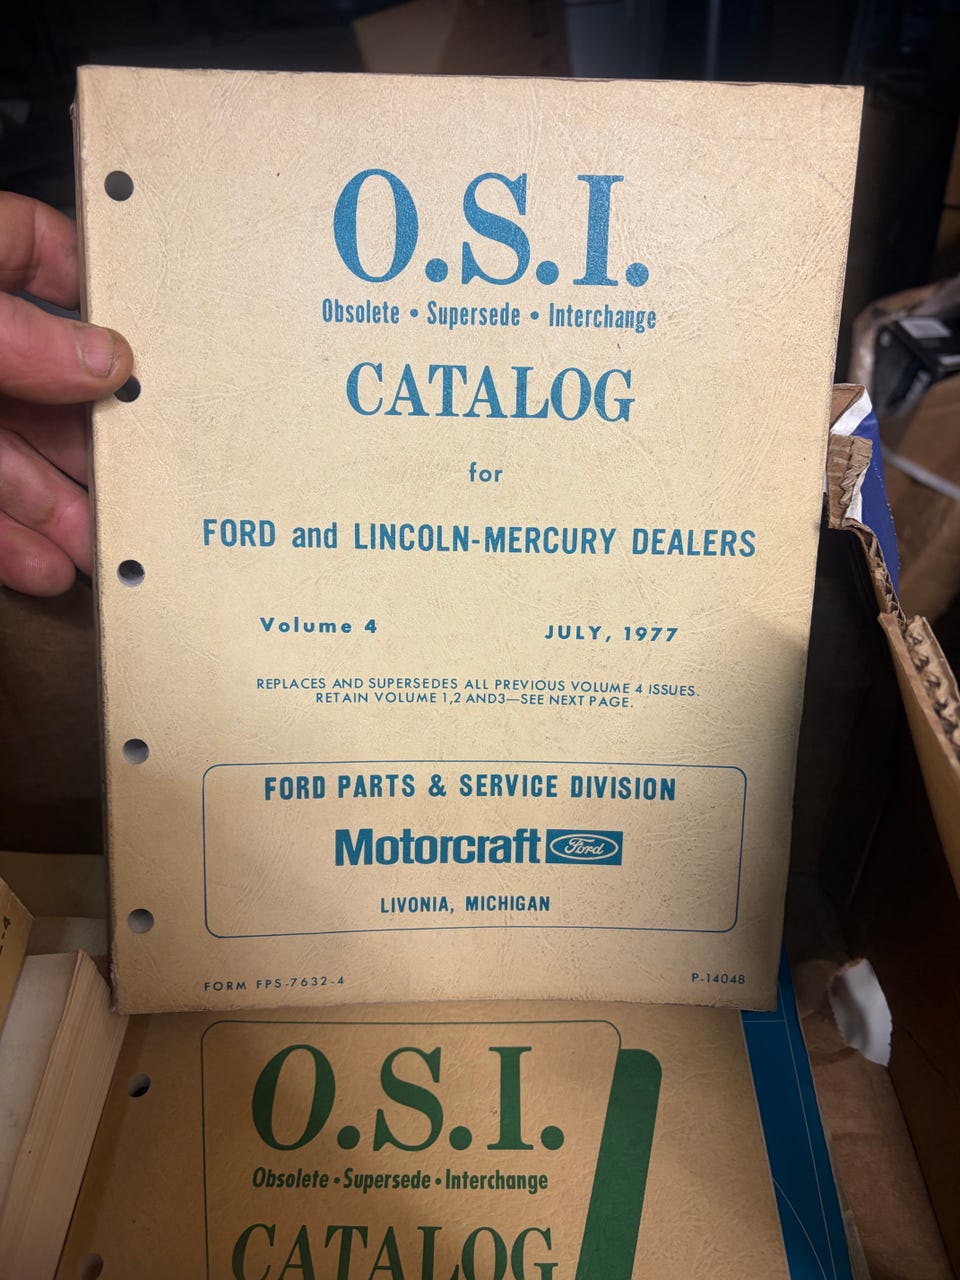 O.S.I.
Obsolete • Supersede • Interchange
CATALOG
for
FORD and LINCOLN-MERCURY DEALERS
Volume 4 JULY, 1977
REPLACES AND SUPERSEDES ALL PREVIOUS VOLUME 4 ISSUES.
RETAIN VOLUME 1,2 AND3—SEE NEXT PAGE.
FORD PARTS & SERVICE DIVISION
Motorcraft Ford
LIVONIA, MICHIGAN
FORM FPS-7632-4 P-14048
O.S.I.
Obsolete • Supersede • Interchange
CATALOG